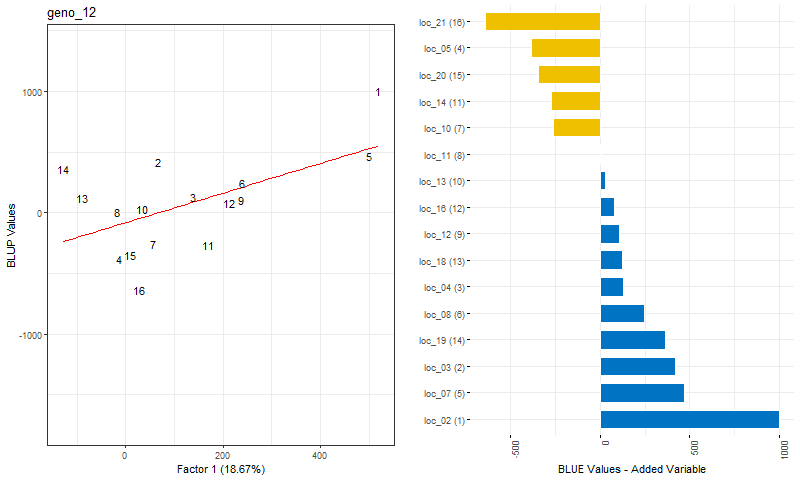 geno_12
BLUP Values
1000
0
-1000
1
5
2
14
6
13
3
9
12
10
8
7
11
15
4
16
0
200
400
Factor 1 (18.67%)
loc_21 (16)
loc_05 (4)
loc_20 (15)
loc_14 (11)
loc_10 (7)
loc_11 (8)
loc_13 (10)
loc_16 (12)
loc_12 (9)
loc_18 (13)
loc_04 (3)
loc_08 (6)
loc_19 (14)
loc_03 (2)
loc_07 (5)
loc_02 (1)
-500
0
500
1000
BLUE Values - Added Variable